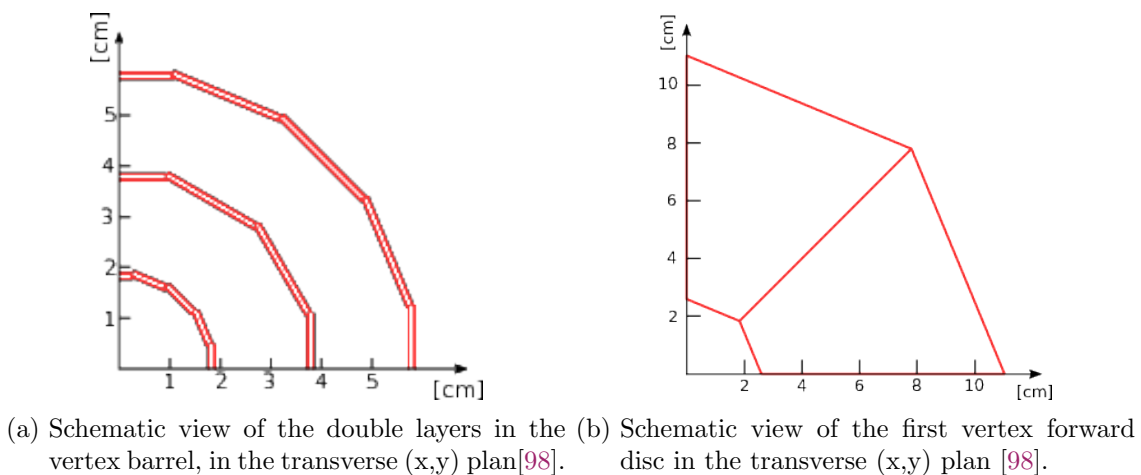 [cm]
5
4
3
2
1
1 2 3 4 5
[cm]
[cm]
10
8
6
4
2
2 4 6 8 10
[cm]
(a) Schematic view of the double layers in the
vertex barrel, in the transverse (x,y) plan[98].
(b) Schematic view of the first vertex forward
disc in the transverse (x,y) plan [98].